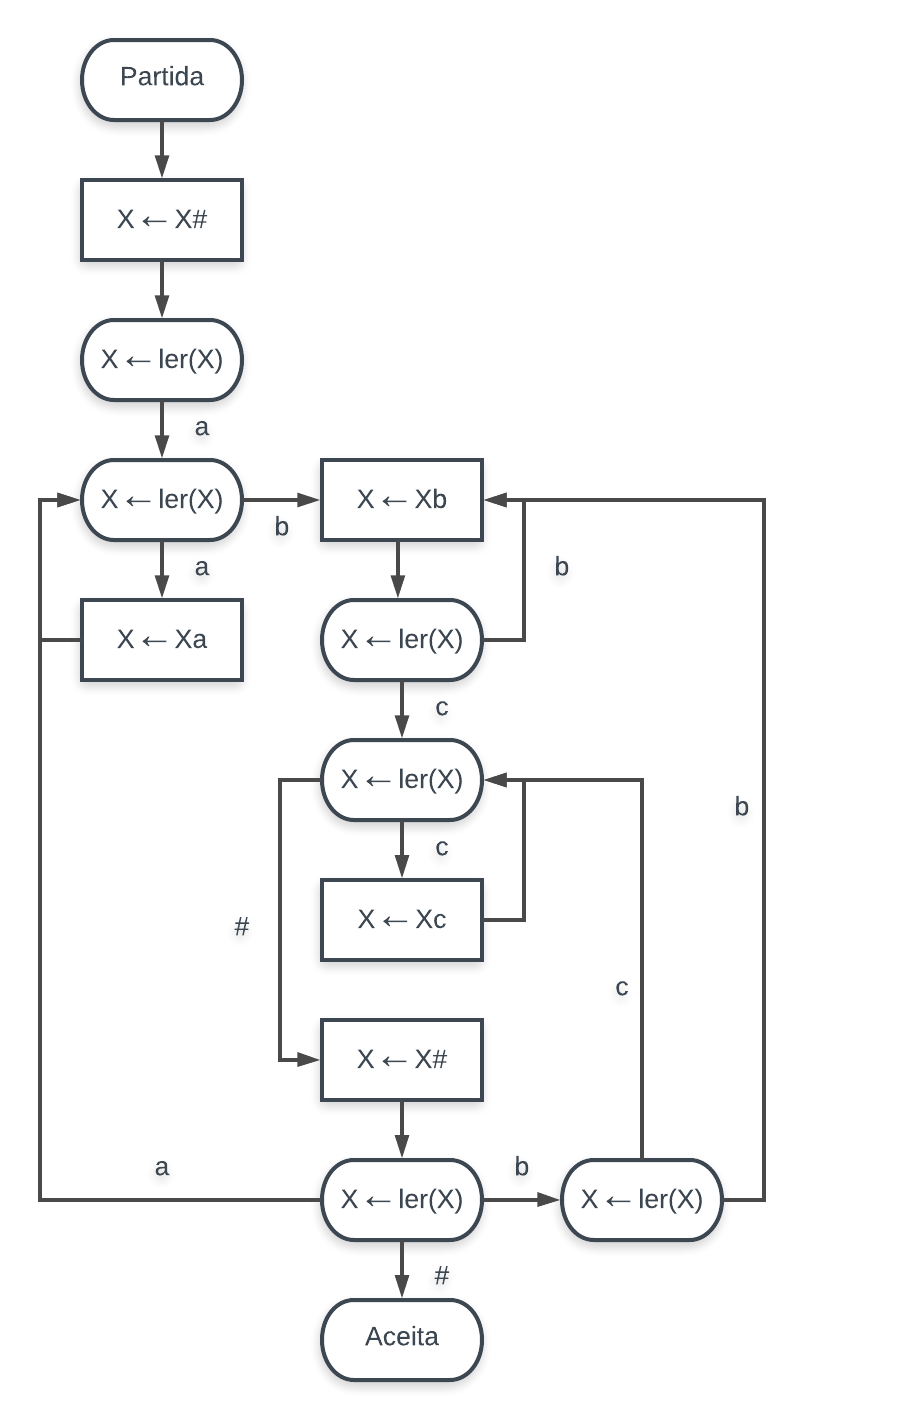 Partida
X ← X#
X ← ler(X)
a
X ← ler(X)
b
X ← Xb
a
b
X ← Xa
X ← ler(X)
c
X ← ler(X)
b
c
X ← Xc
#
c
X ← X#
a
b
X ← ler(X)
X ← ler(X)
#
Aceita